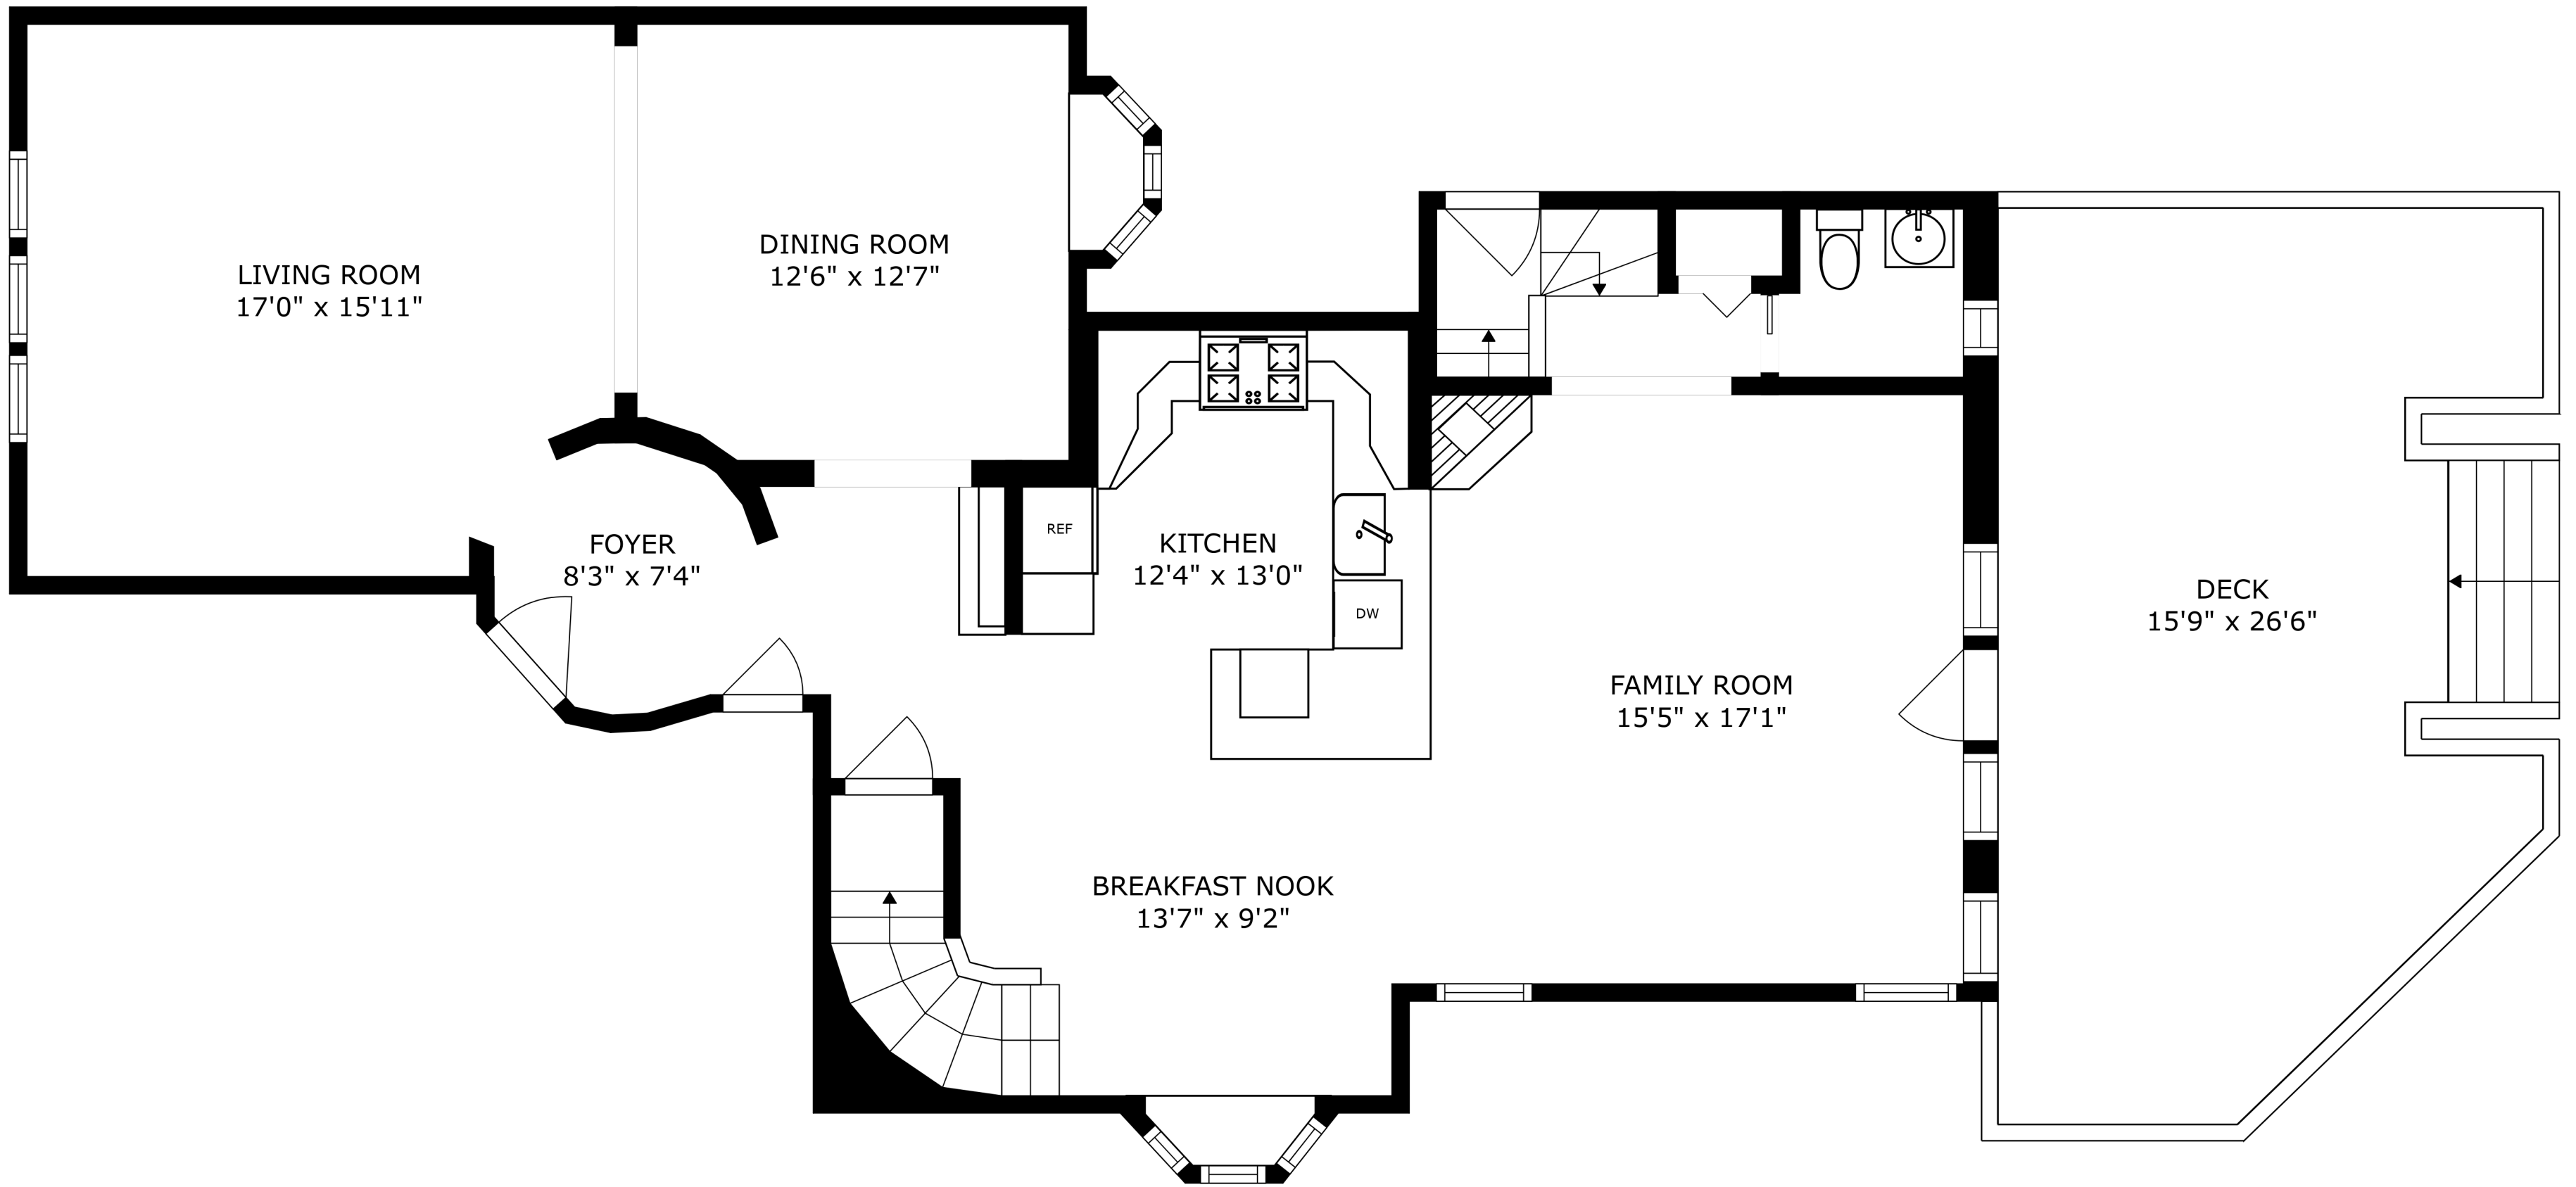 LIVING ROOM
17'0" x 15'11"
DINING ROOM
12'6" x 12'7"
FOYER
8'3" x 7'4"
REF
KITCHEN
12'4" x 13'0"
DW
FAMILY ROOM
15'5" x 17'1"
DECK
15'9" x 26'6"
BREAKFAST NOOK
13'7" x 9'2"